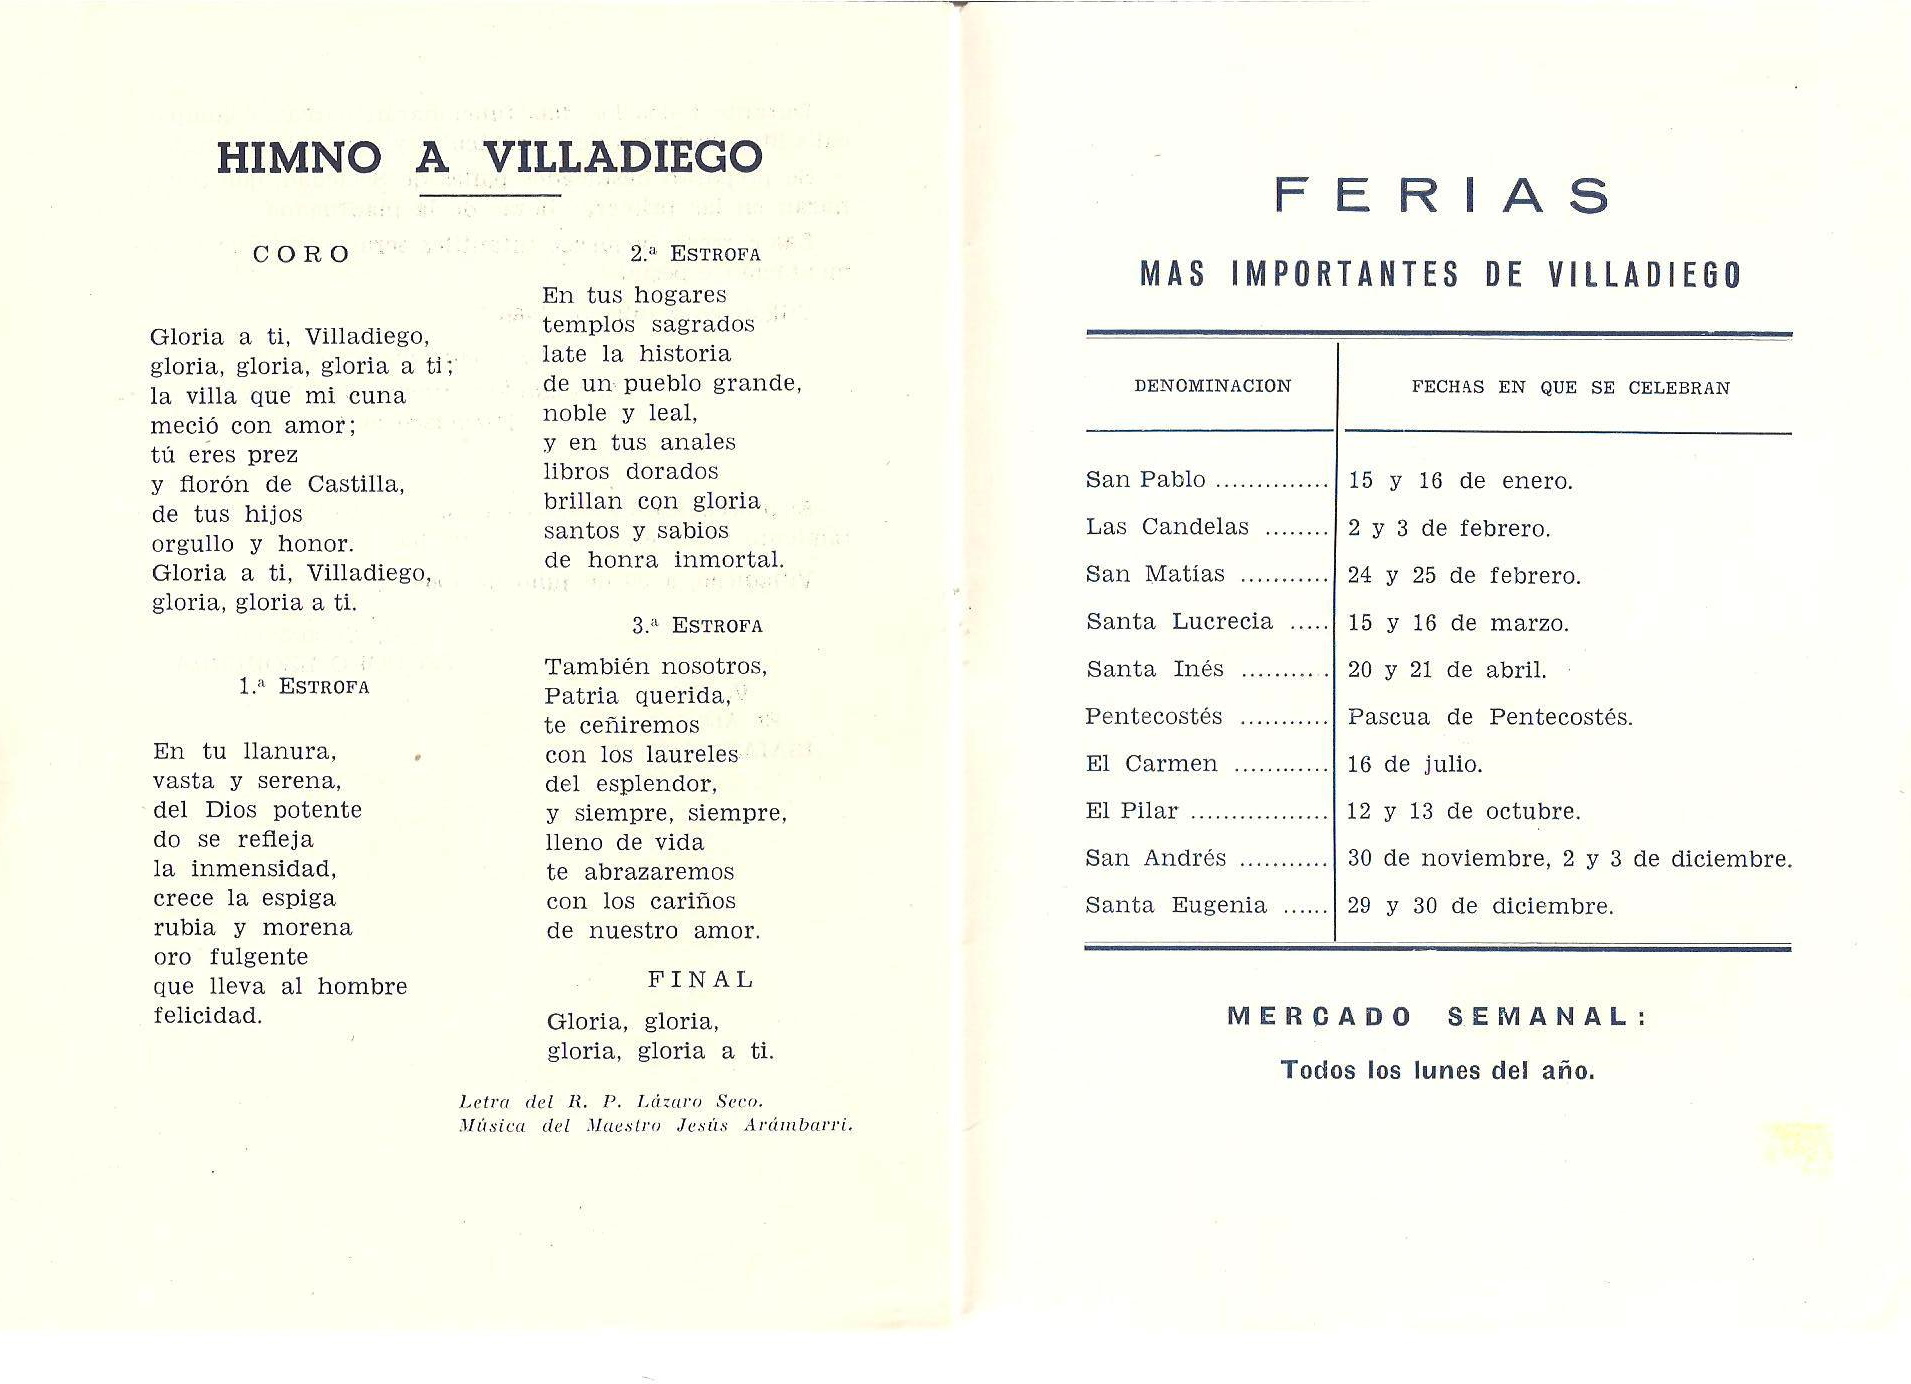 HIMNO A VILLADIEGO
CORO
Gloria a ti, Villadiego,
gloria, gloria, gloria a ti;
la villa que mi cuna
meció con amor;
tú eres prez
y florón de Castilla,
de tus hijos
orgullo y honor.
Gloria a ti, Villadiego,
gloria, gloria a ti.
1.ª ESTROFA
En tu llanura,
vasta y serena,
del Dios potente
do se refleja
la inmensidad,
crece la espiga
rubia y morena
oro fulgente
que lleva al hombre
felicidad.
2.ª ESTROFA
En tus hogares
templos sagrados
late la historia
de un pueblo grande,
noble y leal,
y en tus anales
libros dorados
brillan con gloria
santos y sabios
de honra inmortal.
3.ª ESTROFA
También nosotros,
Patria querida,
te ceñiremos
con los laureles
del esplendor,
y siempre, siempre,
lleno de vida
te abrazaremos
con los cariños
de nuestro amor.
FINAL
Gloria, gloria,
gloria, gloria a ti.
Letra del R. P. Lázaro Seco.
Música del Maestro Jesús Arámbarri.
FERIAS
MAS IMPORTANTES DE VILLADIEGO
DENOMINACION FECHAS EN QUE SE CELEBRAN
San Pablo .............. 15 y 16 de enero.
Las Candelas ........ 2 y 3 de febrero.
San Matías ........... 24 y 25 de febrero.
Santa Lucrecia ..... 15 y 16 de marzo.
Santa Inés ........... 20 y 21 de abril.
Pentecostés ........... Pascua de Pentecostés.
El Carmen ............ 16 de julio.
El Pilar ................. 12 y 13 de octubre.
San Andrés ........... 30 de noviembre, 2 y 3 de diciembre.
Santa Eugenia ...... 29 y 30 de diciembre.
MERCADO SEMANAL:
Todos los lunes del año.